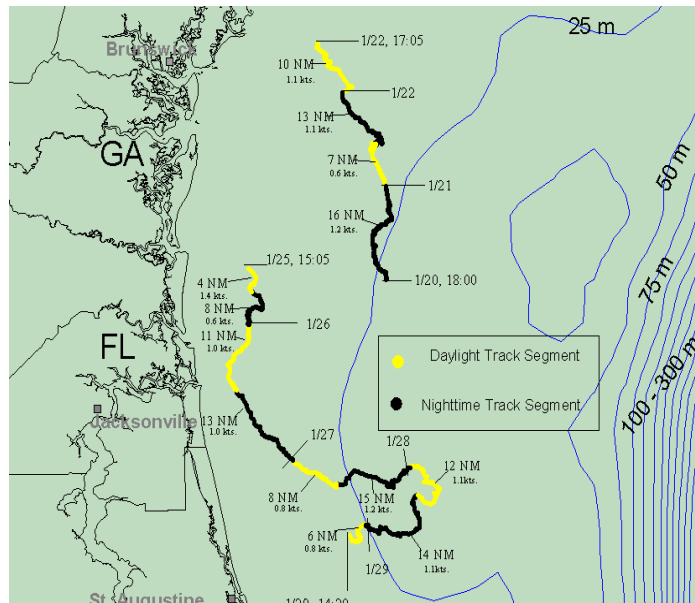 25 m
1/22, 17:05
Brunswick
10 NM
1.1 kts.
1/22
13 NM
1.1 kts.
GA
7 NM
0.6 kts.
50 m
1/21
16 NM
1.2 kts.
1/25, 15:05
1/20, 18:00
4 NM
1.4 kts.
75 m
8 NM
0.6 kts.
1/26
11 NM
1.0 kts.
FL
Daylight Track Segment
100 - 300 m
Nighttime Track Segment
Jacksonville
13 NM
1.0 kts.
1/27
1/28
12 NM
1.1kts.
8 NM
0.8 kts.
15 NM
1.2 kts.
6 NM
0.8 kts.
14 NM
1.1kts.
1/29
St. Augustine